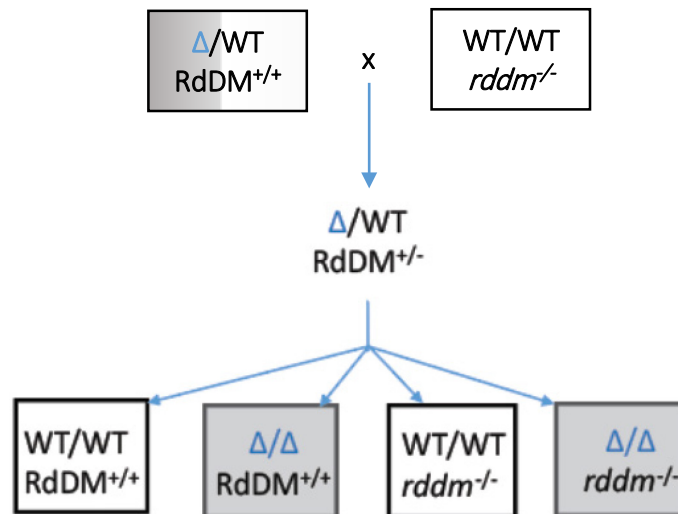 Δ/WT
RdDM+/+
x
WT/WT
rddm-/-
Δ/WT
RdDM+/-
WT/WT
RdDM+/+
Δ/Δ
RdDM+/+
WT/WT
rddm-/-
Δ/Δ
rddm-/-